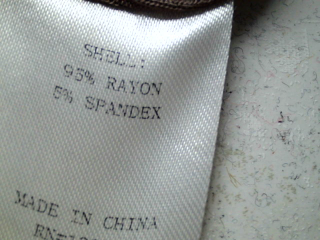 SHELL:
95% RAYON
5% SPANDEX
MADE IN CHINA